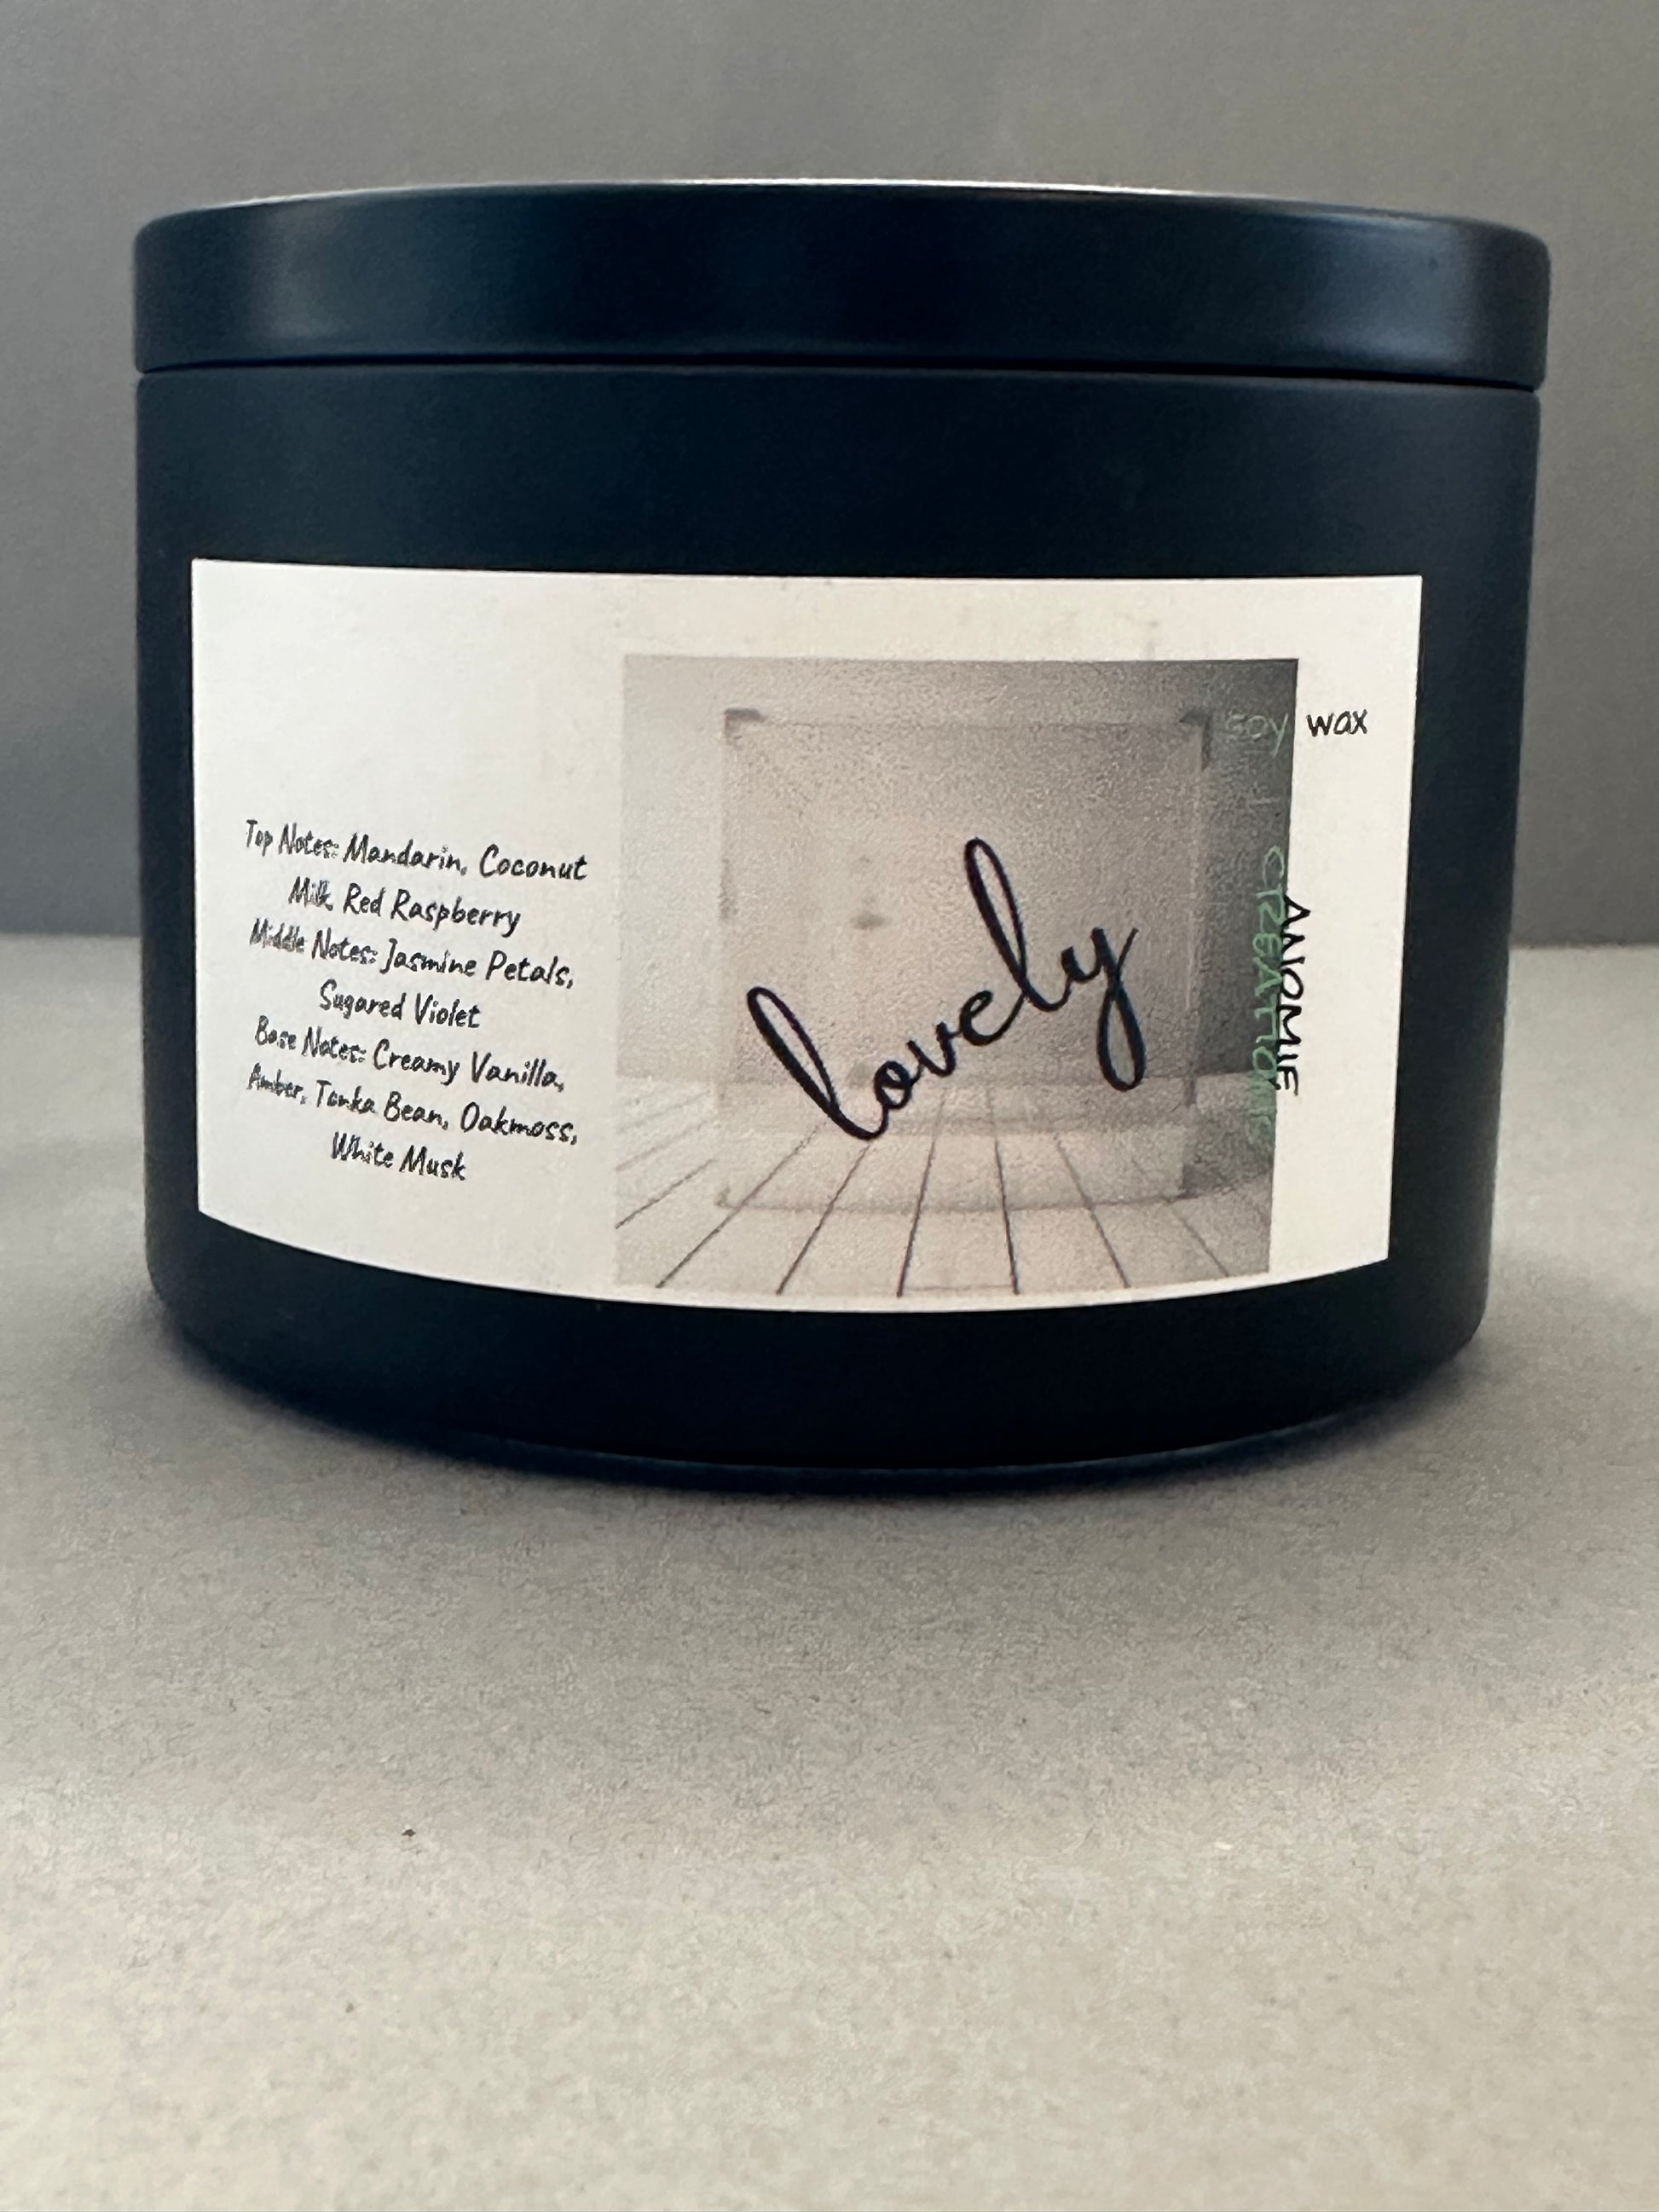 Top Notes: Mandarin, Coconut
Milk, Red Raspberry
Middle Notes: Jasmine Petals,
Sugared Violet
Base Notes: Creamy Vanilla,
Amber, Tonka Bean, Oakmoss,
White Musk
lovely
soy wax
ANOMIE
CREATIONS